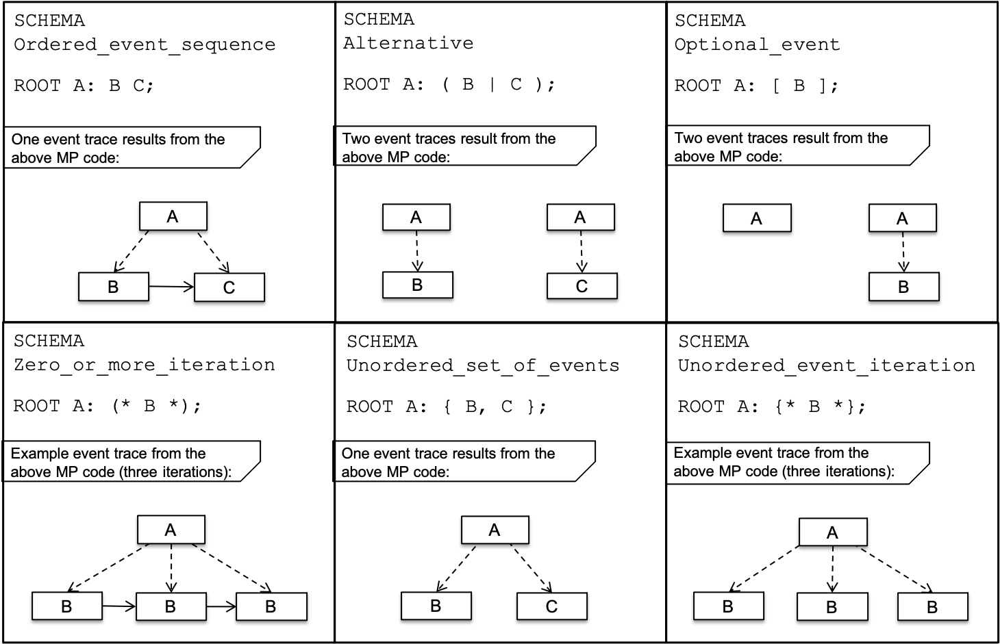 SCHEMA
Ordered_event_sequence
ROOT A: B C;
One event trace results from the
above MP code:
A
B
C
SCHEMA
Alternative
ROOT A: ( B | C );
Two event traces result from the
above MP code:
A
A
B
C
SCHEMA
Optional_event
ROOT A: [ B ];
Two event traces result from the
above MP code:
A
A
B
SCHEMA
Zero_or_more_iteration
ROOT A: (* B *);
Example event trace from the
above MP code (three iterations):
A
B
B
B
SCHEMA
Unordered_set_of_events
ROOT A: { B, C };
One event trace results from the
above MP code:
A
B
C
SCHEMA
Unordered_event_iteration
ROOT A: {* B *};
Example event trace from the
above MP code (three iterations):
A
B
B
B